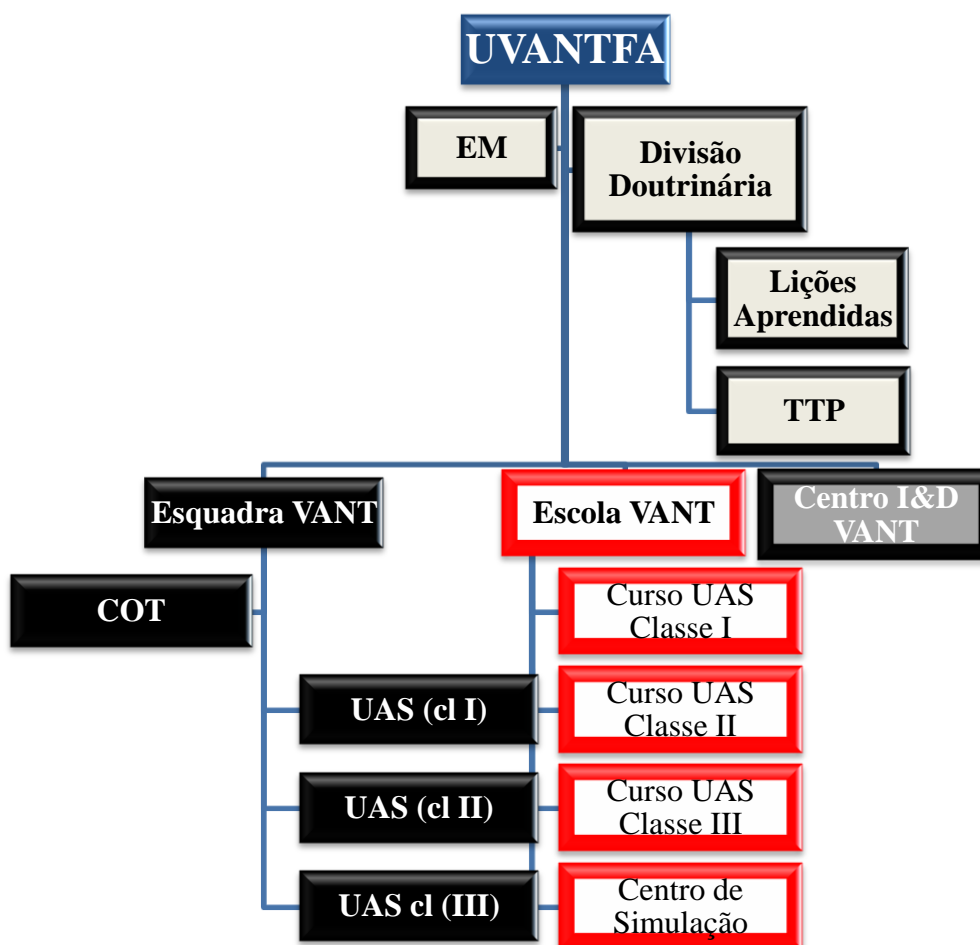 UVANTFA
EM
Divisão
Doutrinária
Lições
Aprendidas
TTP
Esquadra VANT
Escola VANT
Centro I&D
VANT
COT
Curso UAS
Classe I
UAS (cl I)
Curso UAS
Classe II
UAS (cl II)
Curso UAS
Classe III
UAS cl (III)
Centro de
Simulação